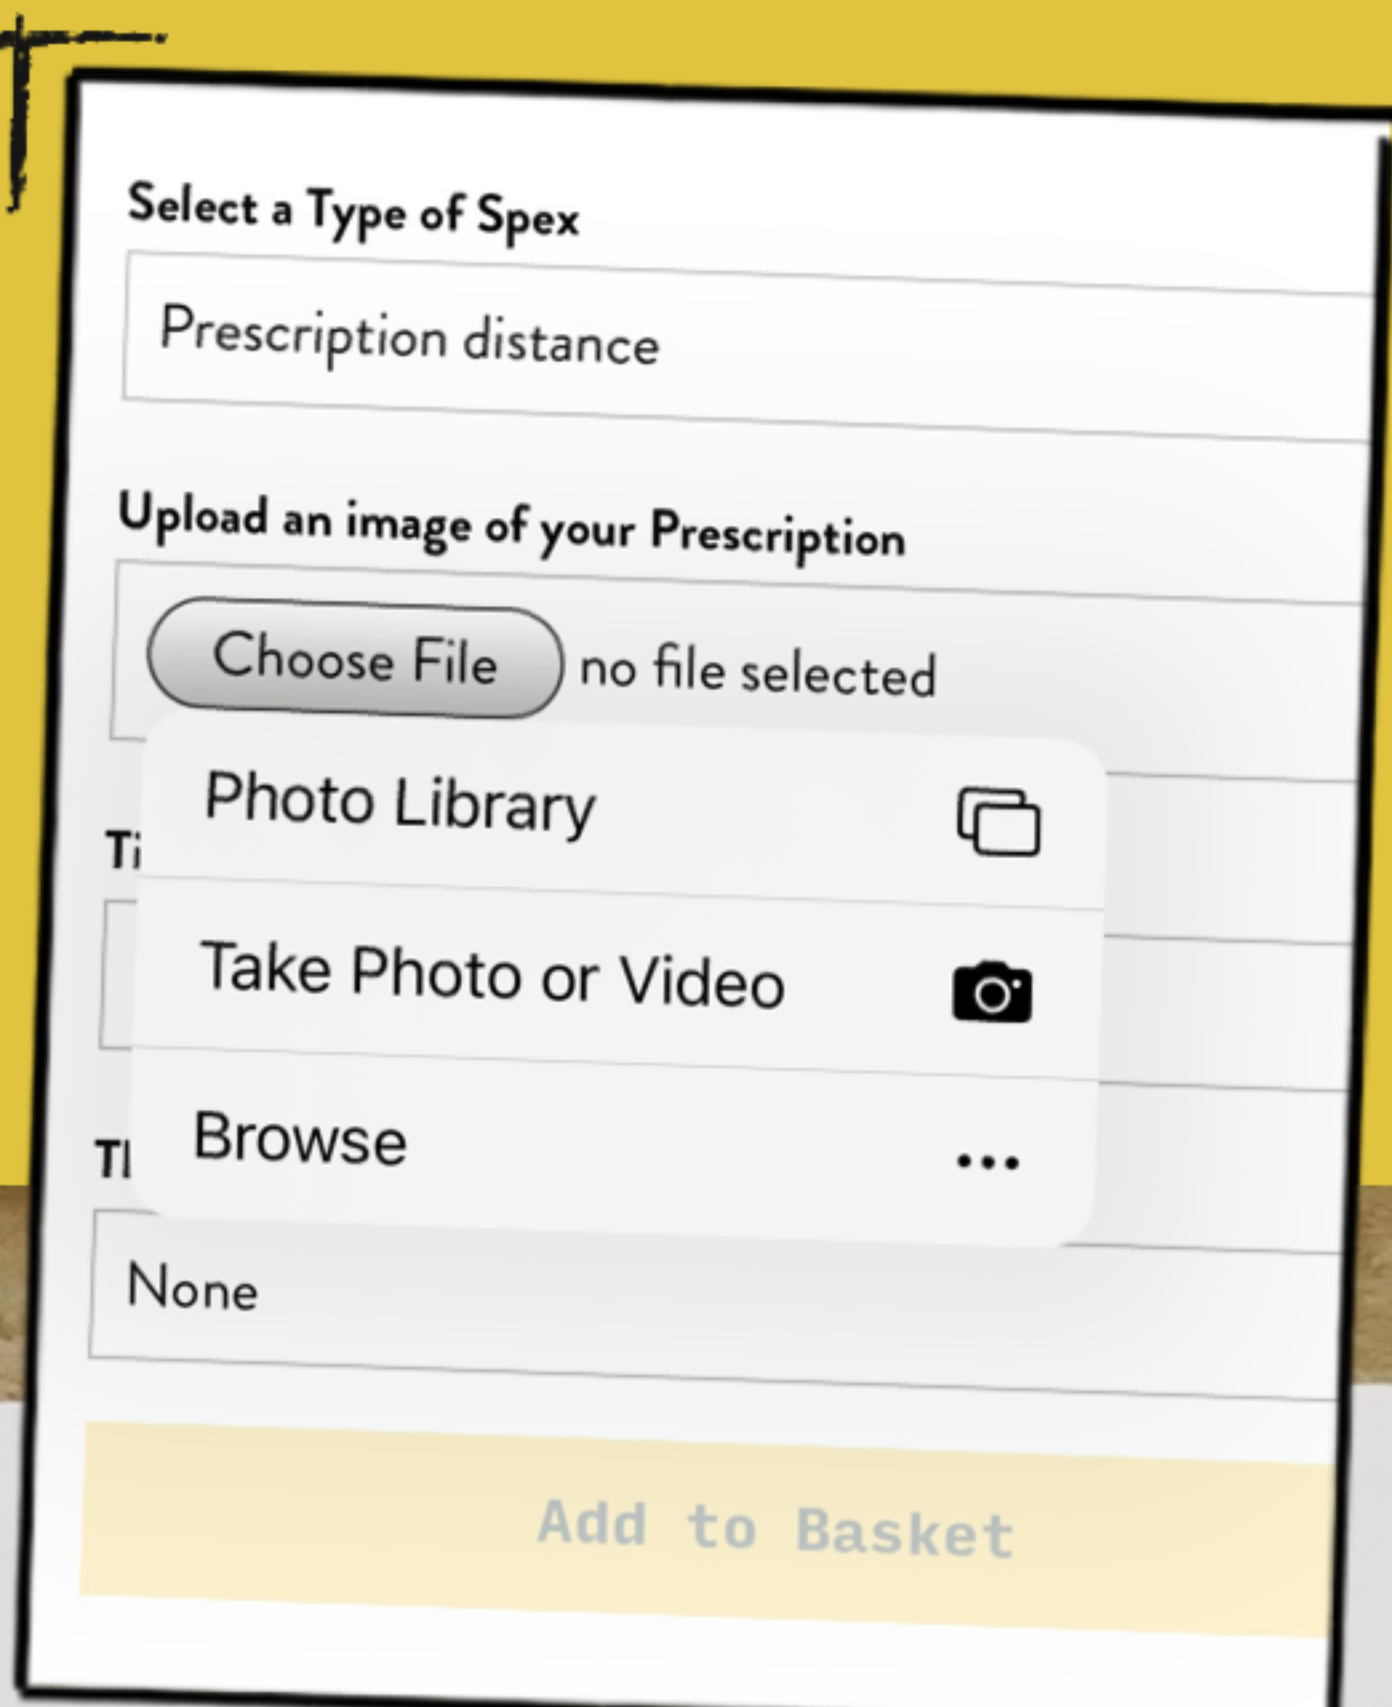 Select a Type of Spex
Prescription distance
Upload an image of your Prescription
Choose File no file selected
Photo Library
Take Photo or Video
Browse
None
Add to Basket